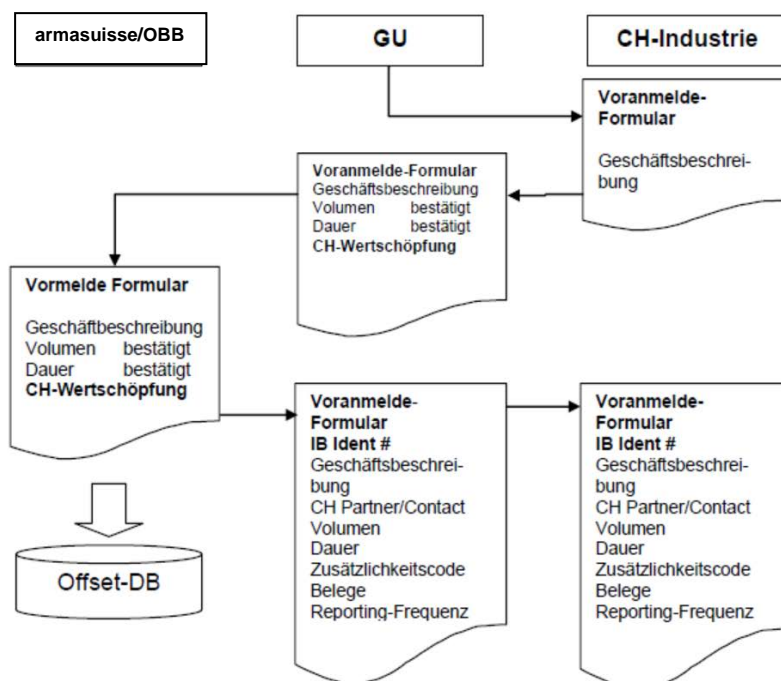 armasuisse/OBB
GU
CH-Industrie
Voranmelde-
Formular
Geschäftsbeschrei-
bung
Voranmelde-Formular
Geschäftsbeschreibung
Volumen bestätigt
Dauer bestätigt
CH-Wertschöpfung
Vormelde Formular
Geschäftbeschreibung
Volumen bestätigt
Dauer bestätigt
CH-Wertschöpfung
Offset-DB
Voranmelde-
Formular
IB Ident #
Geschäftsbeschrei-
bung
CH Partner/Contact
Volumen
Dauer
Zusätzlichkeitscode
Belege
Reporting-Frequenz
Voranmelde-
Formular
IB Ident #
Geschäftsbeschrei-
bung
CH Partner/Contact
Volumen
Dauer
Zusätzlichkeitscode
Belege
Reporting-Frequenz